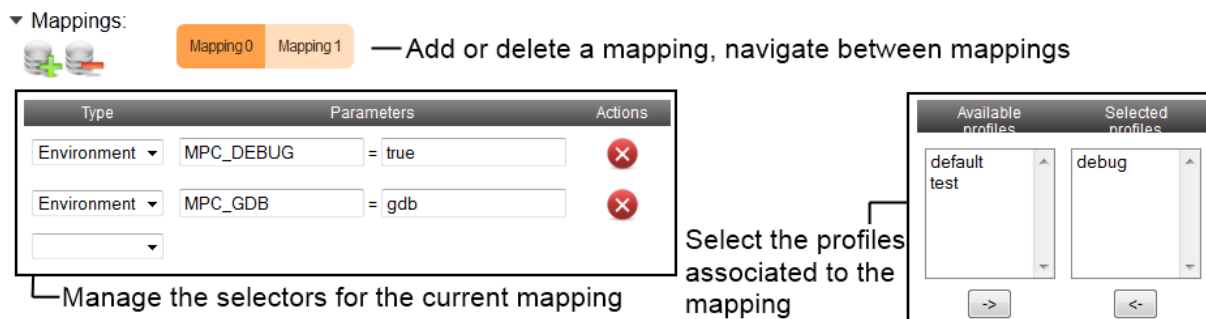 Mappings:
Mapping 0 Mapping 1
Add or delete a mapping, navigate between mappings
Type Parameters Actions
Environment MPC_DEBUG = true
Environment MPC_GDB = gdb
Manage the selectors for the current mapping
Available profiles
Selected profiles
default
test
debug
-> <-
Select the profiles
associated to the
mapping